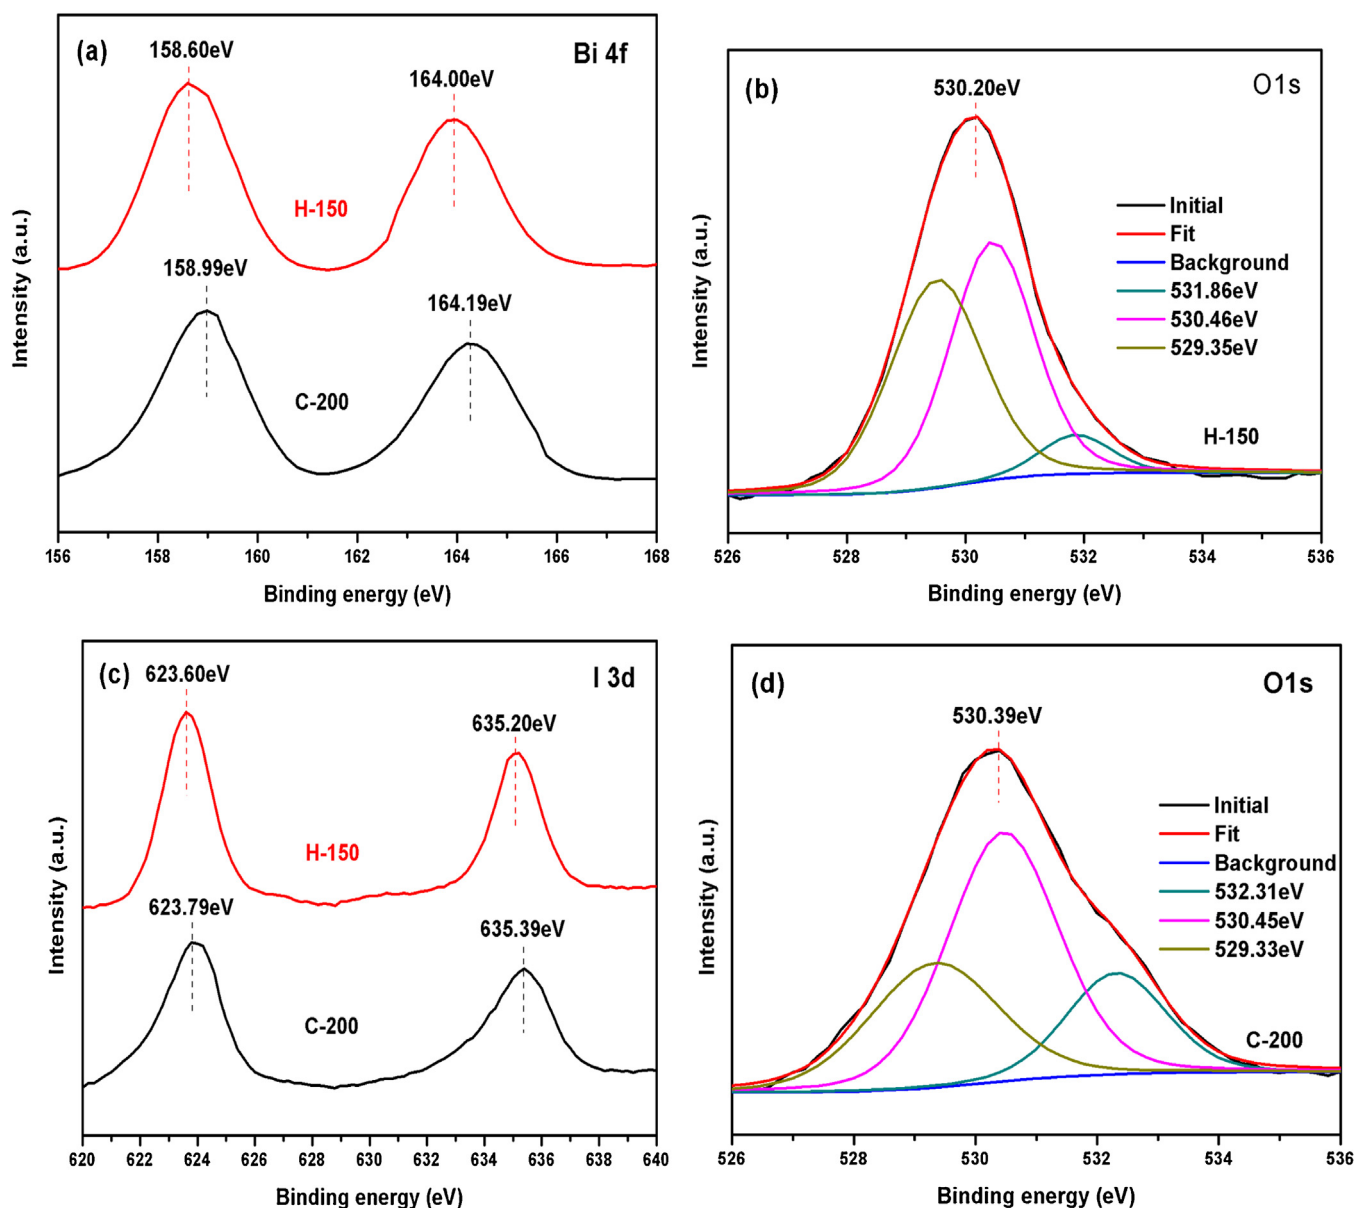 (a)
158.60eV
Bi 4f
164.00eV
H-150
158.99eV
164.19eV
C-200
Intensity (a.u.)
156 158 160 162 164 166 168
Binding energy (eV)
(b)
530.20eV
O1s
Initial
Fit
Background
531.86eV
530.46eV
529.35eV
H-150
Intensity (a.u.)
526 528 530 532 534 536
Binding energy (eV)
(c)
623.60eV
I 3d
635.20eV
H-150
623.79eV
635.39eV
C-200
Intensity (a.u.)
620 622 624 626 628 630 632 634 636 638 640
Binding energy (eV)
(d)
O1s
530.39eV
Initial
Fit
Background
532.31eV
530.45eV
529.33eV
C-200
Intensity (a.u.)
526 528 530 532 534 536
Binding energy (eV)